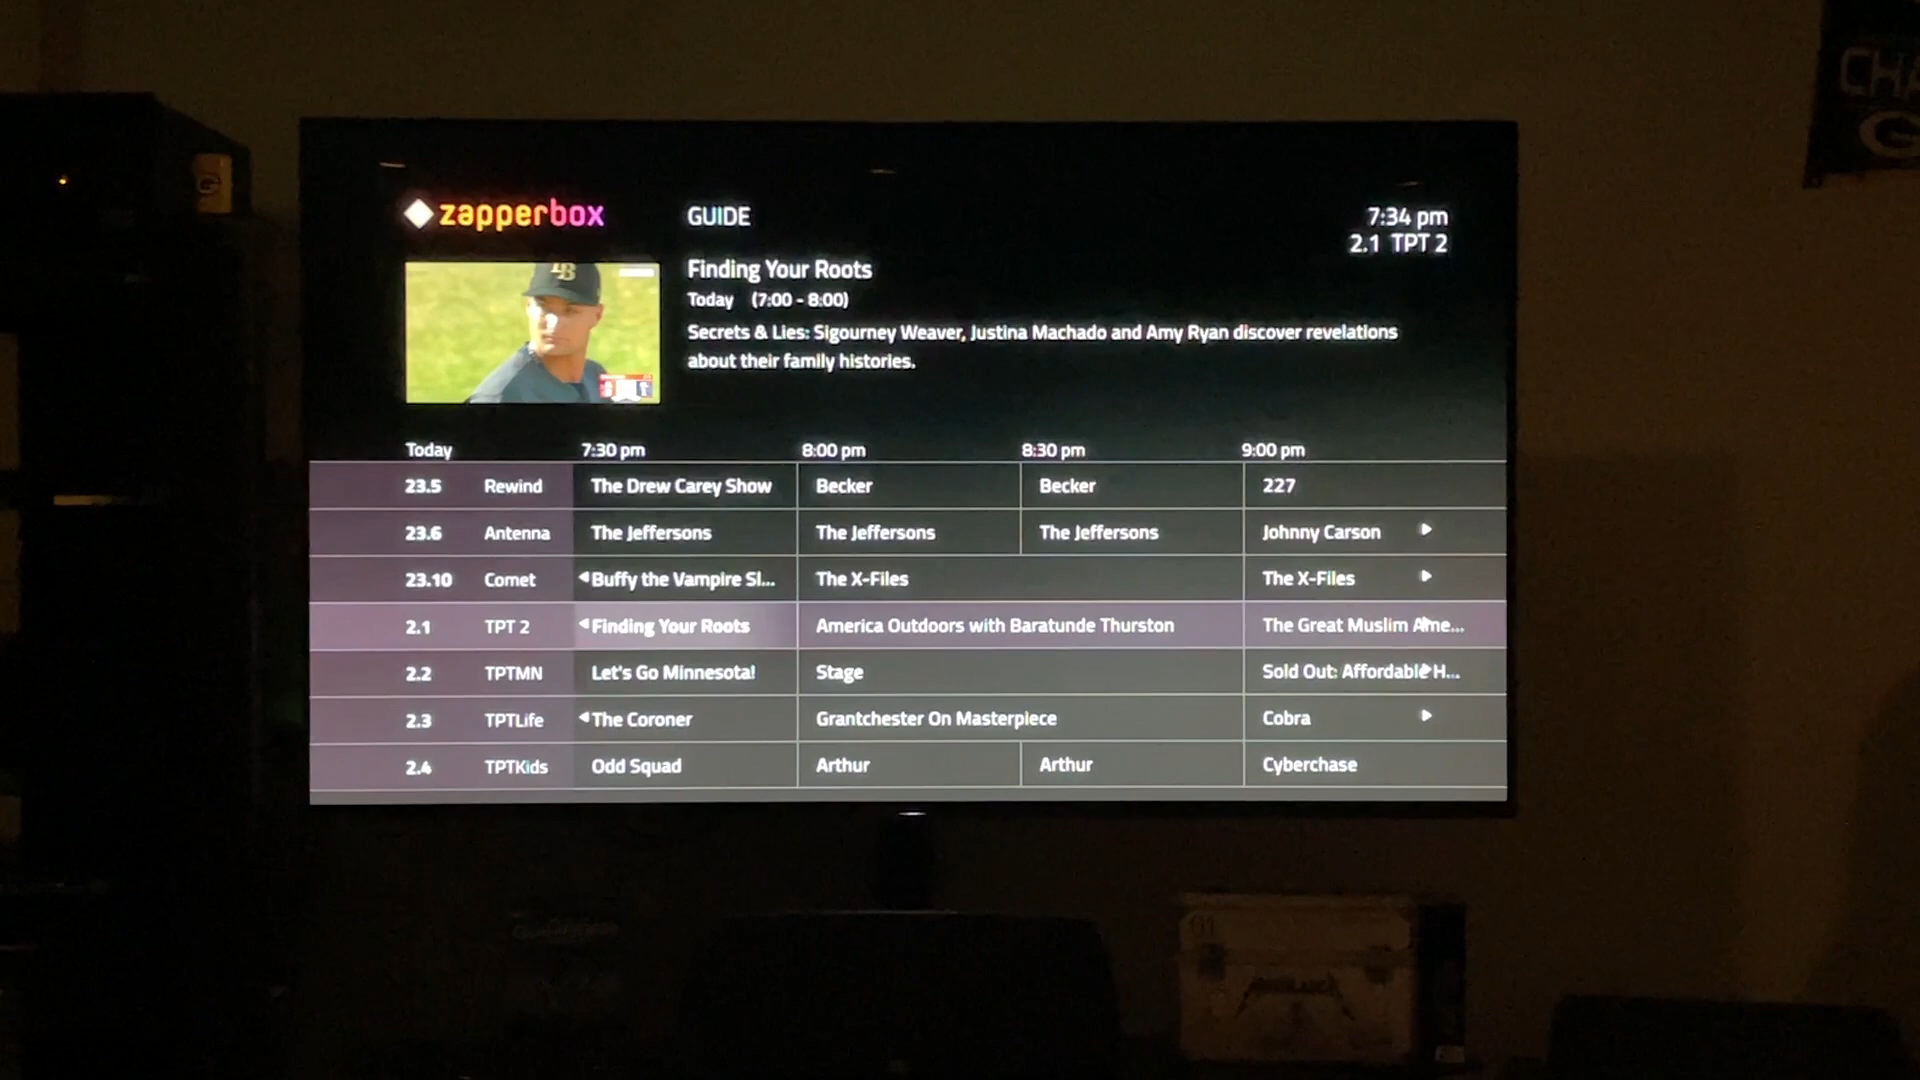 CHA
G
G
zapperbox
GUIDE
7:34 pm
2.1 TPT 2
Finding Your Roots
Today (7:00 - 8:00)
Secrets & Lies: Sigourney Weaver, Justina Machado and Amy Ryan discover revelations
about their family histories.
Today 7:30 pm 8:00 pm 8:30 pm 9:00 pm
23.5 Rewind The Drew Carey Show Becker Becker 227
23.6 Antenna The Jeffersons The Jeffersons The Jeffersons Johnny Carson
23.10 Comet Buffy the Vampire Sl... The X-Files The X-Files
2.1 TPT 2 Finding Your Roots America Outdoors with Baratunde Thurston The Great Muslim Ame...
2.2 TPTMN Let's Go Minnesota! Stage Sold Out: Affordable H...
2.3 TPTLife The Coroner Grantchester On Masterpiece Cobra
2.4 TPTKids Odd Squad Arthur Arthur Cyberchase
METALLICA